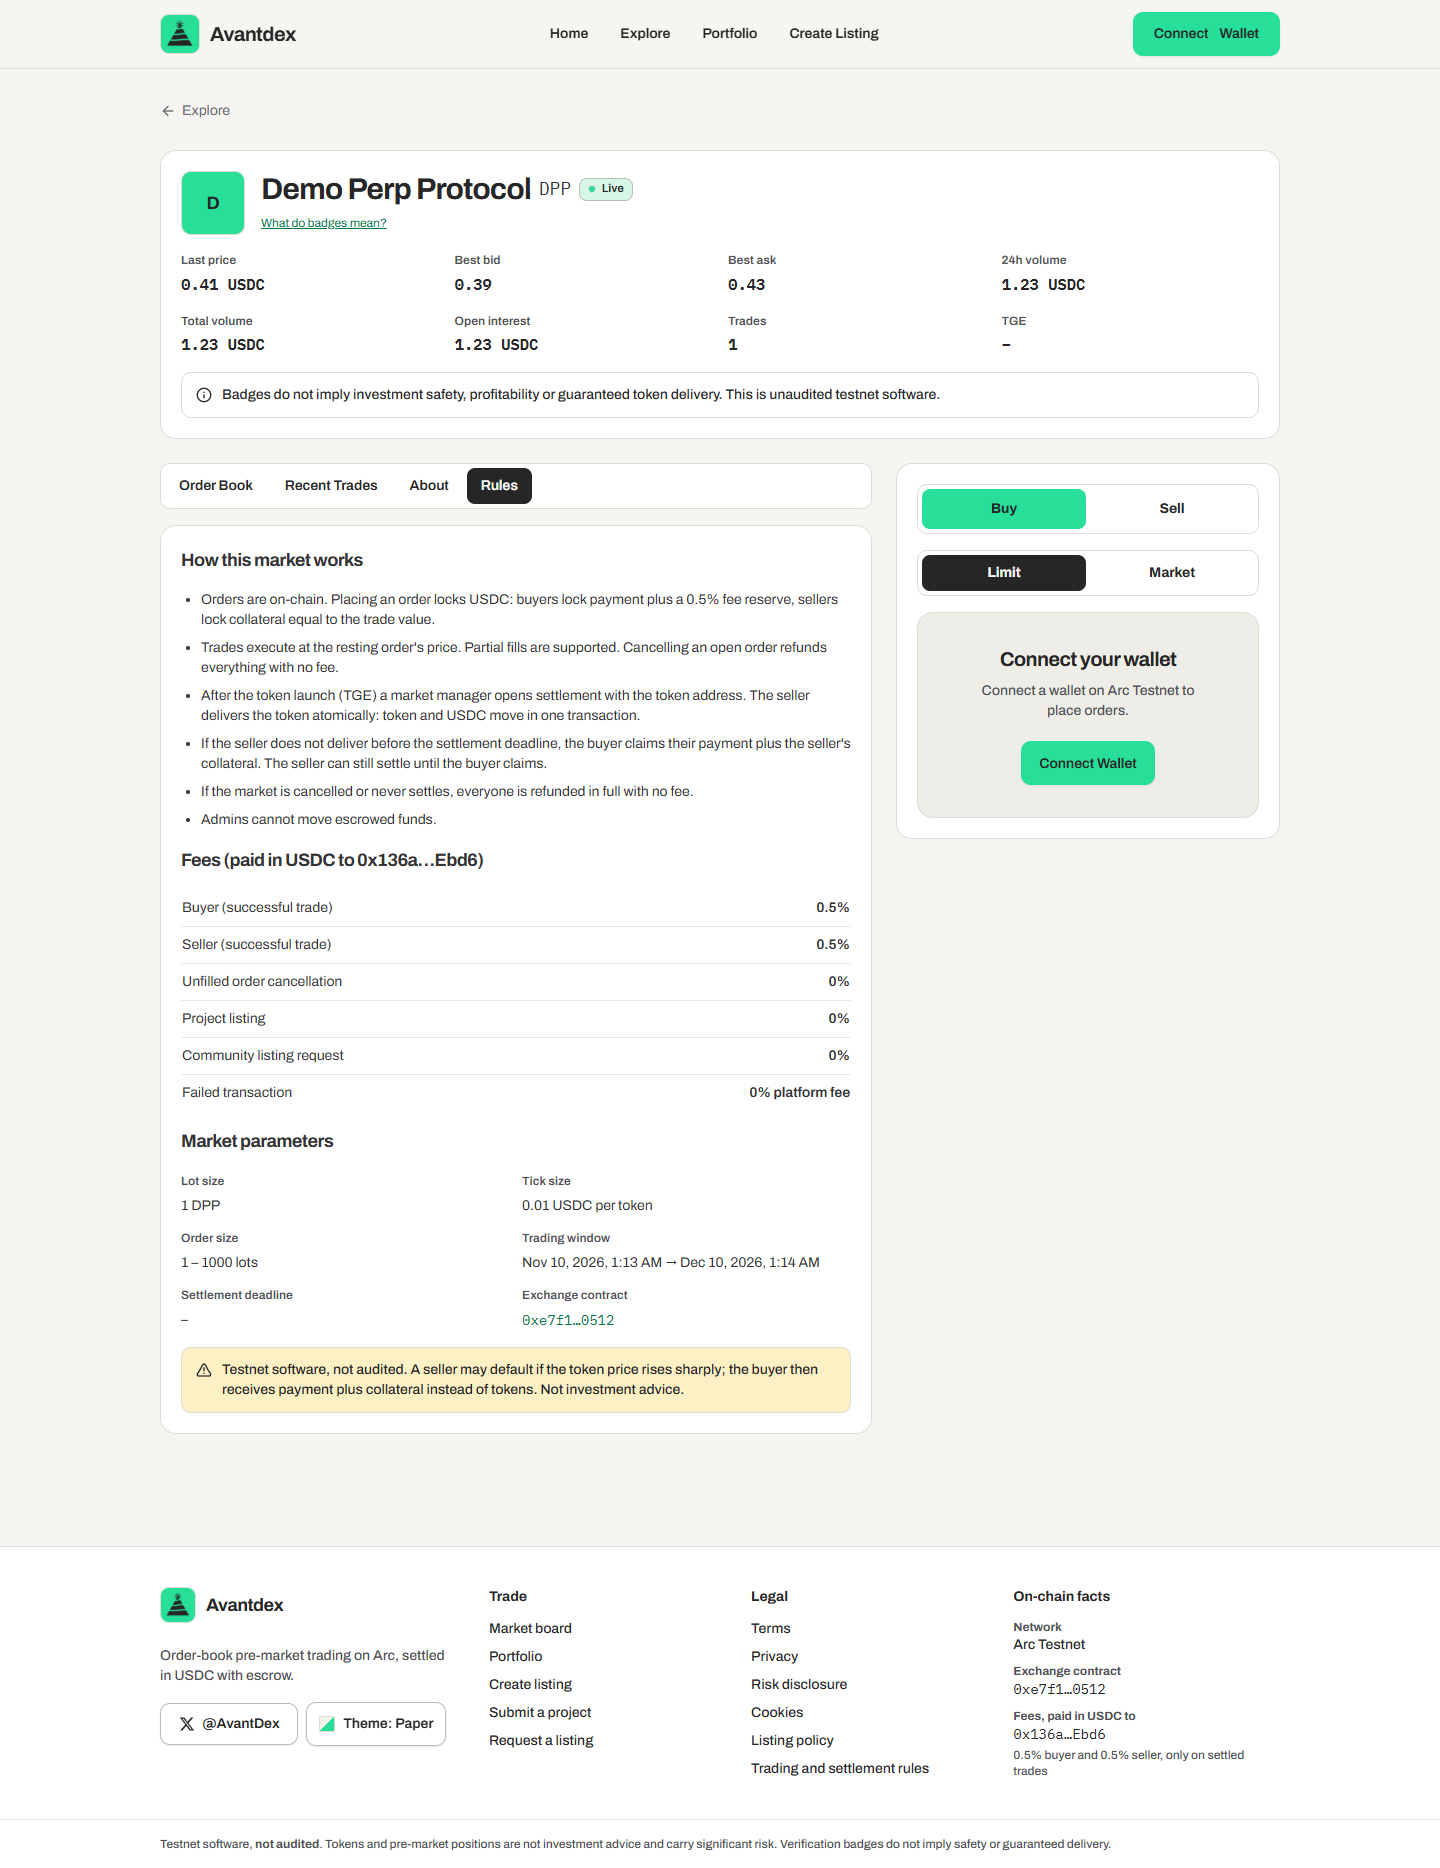 Avantdex
Home
Explore
Portfolio
Create Listing
Connect Wallet
Explore
D
Demo Perp Protocol DPP Live
What do badges mean?
Last price
0.41 USDC
Best bid
0.39
Best ask
0.43
24h volume
1.23 USDC
Total volume
1.23 USDC
Open interest
1.23 USDC
Trades
1
TGE
–
Badges do not imply investment safety, profitability or guaranteed token delivery. This is unaudited testnet software.
Order Book
Recent Trades
About
Rules
How this market works
• Orders are on-chain. Placing an order locks USDC: buyers lock payment plus a 0.5% fee reserve, sellers
lock collateral equal to the trade value.
• Trades execute at the resting order's price. Partial fills are supported. Cancelling an open order refunds
everything with no fee.
• After the token launch (TGE) a market manager opens settlement with the token address. The seller
delivers the token atomically: token and USDC move in one transaction.
• If the seller does not deliver before the settlement deadline, the buyer claims their payment plus the seller's
collateral. The seller can still settle until the buyer claims.
• If the market is cancelled or never settles, everyone is refunded in full with no fee.
• Admins cannot move escrowed funds.
Fees (paid in USDC to 0x136a…Ebd6)
Buyer (successful trade) 0.5%
Seller (successful trade) 0.5%
Unfilled order cancellation 0%
Project listing 0%
Community listing request 0%
Failed transaction 0% platform fee
Market parameters
Lot size
1 DPP
Tick size
0.01 USDC per token
Order size
1 – 1000 lots
Trading window
Nov 10, 2026, 1:13 AM → Dec 10, 2026, 1:14 AM
Settlement deadline
–
Exchange contract
0xe7f1…0512
Testnet software, not audited. A seller may default if the token price rises sharply; the buyer then
receives payment plus collateral instead of tokens. Not investment advice.
Buy
Sell
Limit
Market
Connect your wallet
Connect a wallet on Arc Testnet to
place orders.
Connect Wallet
Avantdex
Order-book pre-market trading on Arc, settled
in USDC with escrow.
@AvantDex
Theme: Paper
Trade
Market board
Portfolio
Create listing
Submit a project
Request a listing
Legal
Terms
Privacy
Risk disclosure
Cookies
Listing policy
Trading and settlement rules
On-chain facts
Network
Arc Testnet
Exchange contract
0xe7f1…0512
Fees, paid in USDC to
0x136a…Ebd6
0.5% buyer and 0.5% seller, only on settled
trades
Testnet software, not audited. Tokens and pre-market positions are not investment advice and carry significant risk. Verification badges do not imply safety or guaranteed delivery.